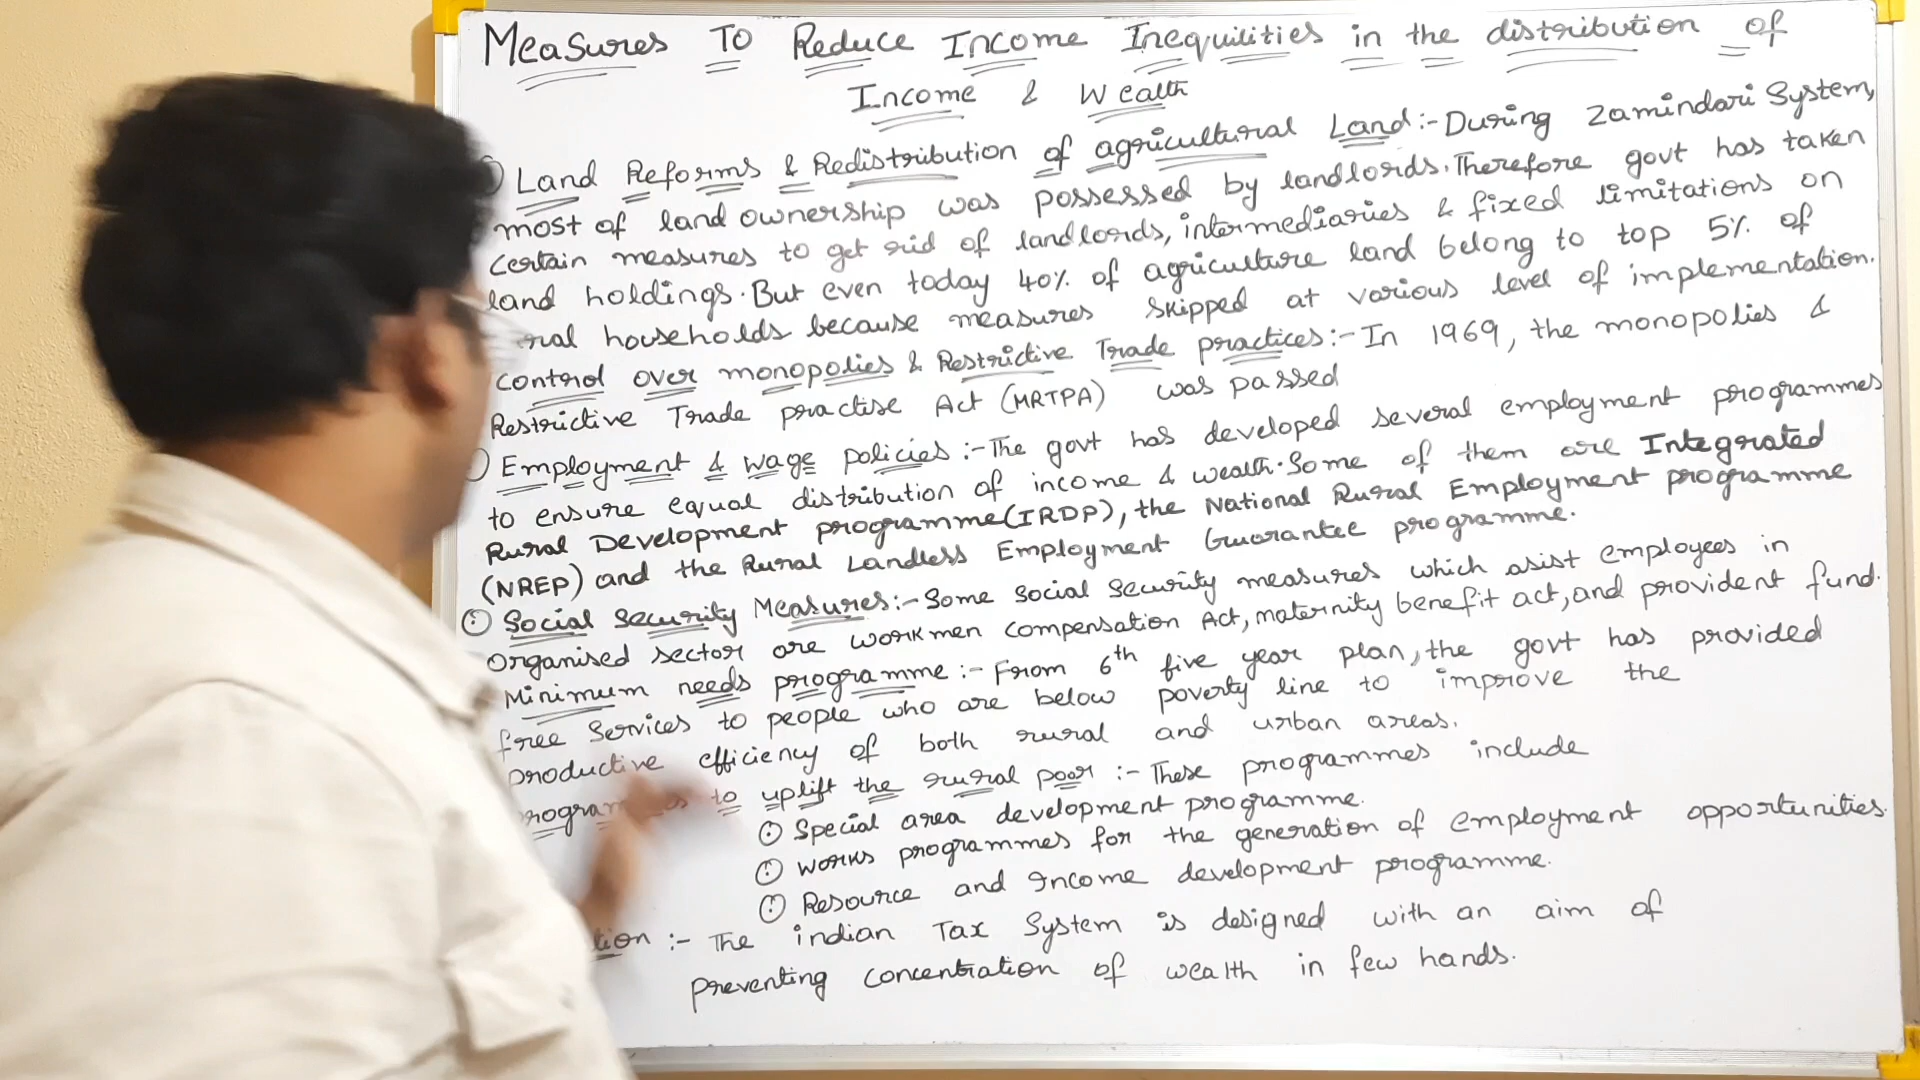 Measures To Reduce Income Inequilities in the distribution of
Income & Wealth
Land Reforms & Redistribution of agricultural Land :- During Zamindari System,
most of land ownership was possessed by landlords. Therefore govt has taken
certain measures to get rid of landlords, intermediaries & fixed limitations on
land holdings. But even today 40% of agriculture land belong to top 5% of
households because measures skipped at various level of implementation.
control over monopolies & Restrictive Trade practices :- In 1969, the monopolies &
Restrictive Trade practise Act (MRTPA) was passed
Employment & wage policies :- The govt has developed several employment programmes
to ensure equal distribution of income & wealth. Some of them are Integrated
Rural Development programme (IRDP), the National Rural Employment programme
(NREP) and the Rural Landless Employment Guarantee programme.
Social Security Measures :- Some social security measures which asist employees in
organised sector are workmen compensation Act, maternity benefit act, and provident fund.
Minimum needs programme :- From 6th five year plan, the govt has provided
free services to people who are below poverty line to improve the
productive efficiency of both rural and urban areas.
to uplift the rural poor :- These programmes include
Special area development programme.
works programmes for the generation of employment opportunities.
Resource and Income development programme.
tion :- The indian Tax System is designed with an aim of
preventing concentration of wealth in few hands.